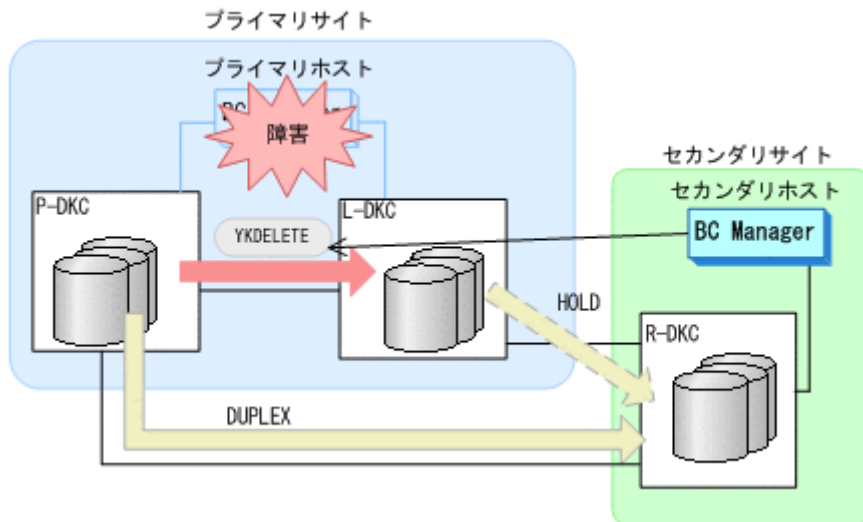 プライマリサイト
プライマリホスト
障害
セカンダリサイト
セカンダリホスト
P-DKC
L-DKC
YKDELETE
BC Manager
HOLD
R-DKC
DUPLEX